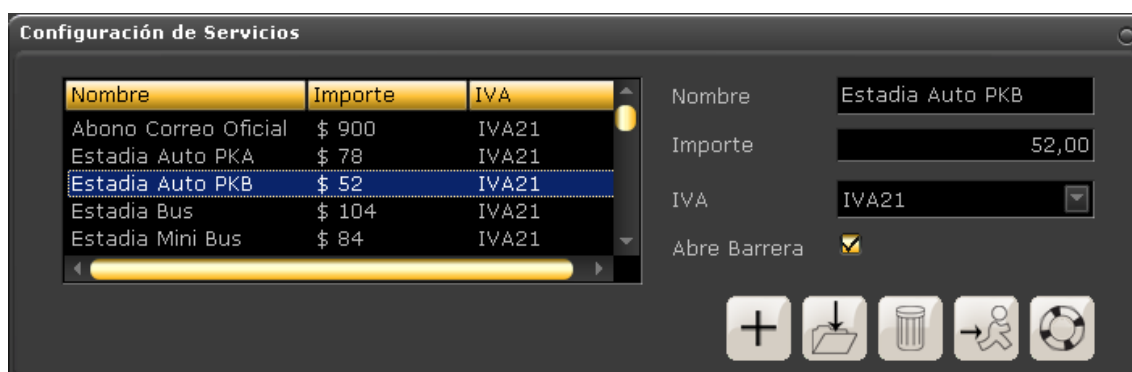 Configuración de Servicios
Nombre Importe IVA
Abono Correo Oficial $ 900 IVA21
Estadia Auto PKA $ 78 IVA21
Estadia Auto PKB $ 52 IVA21
Estadia Bus $ 104 IVA21
Estadia Mini Bus $ 84 IVA21
Nombre Estadia Auto PKB
Importe 52,00
IVA IVA21
Abre Barrera